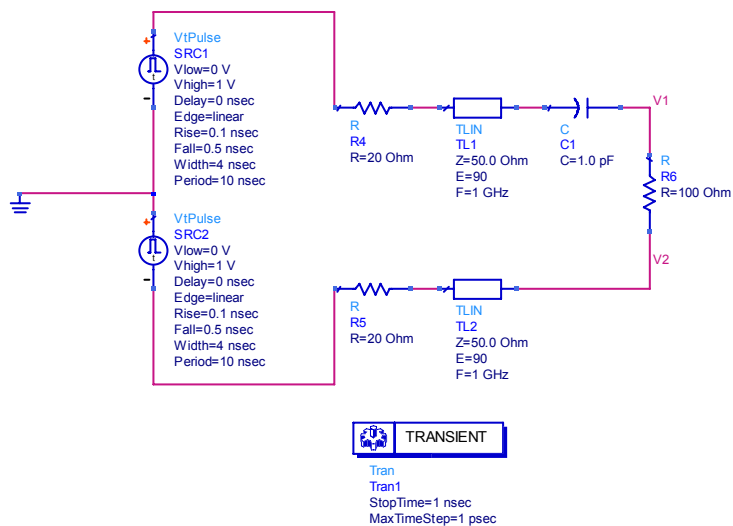 VtPulse
SRC1
Vlow=0 V
Vhigh=1 V
Delay=0 nsec
Edge=linear
Rise=0.1 nsec
Fall=0.5 nsec
Width=4 nsec
Period=10 nsec
+
t
-
R
R4
R=20 Ohm
TLIN
TL1
Z=50.0 Ohm
E=90
F=1 GHz
C
C1
C=1.0 pF
V1
R
R6
R=100 Ohm
V2
VtPulse
SRC2
Vlow=0 V
Vhigh=1 V
Delay=0 nsec
Edge=linear
Rise=0.1 nsec
Fall=0.5 nsec
Width=4 nsec
Period=10 nsec
+
t
-
R
R5
R=20 Ohm
TLIN
TL2
Z=50.0 Ohm
E=90
F=1 GHz
TRANSIENT
Tran
Tran1
StopTime=1 nsec
MaxTimeStep=1 psec